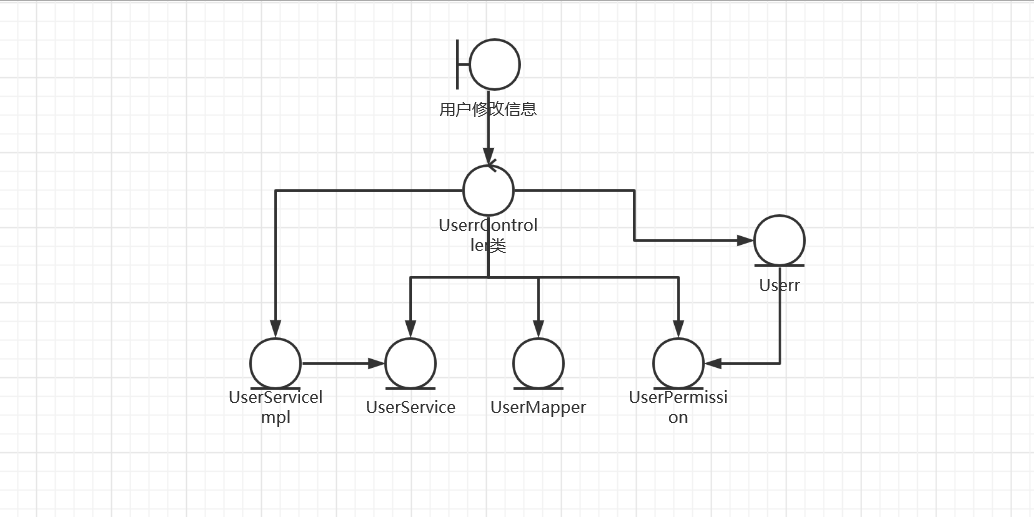 用户修改信息
UserrControl
ler类
Userr
UserServiceI
mpl
UserService
UserMapper
UserPermissi
on